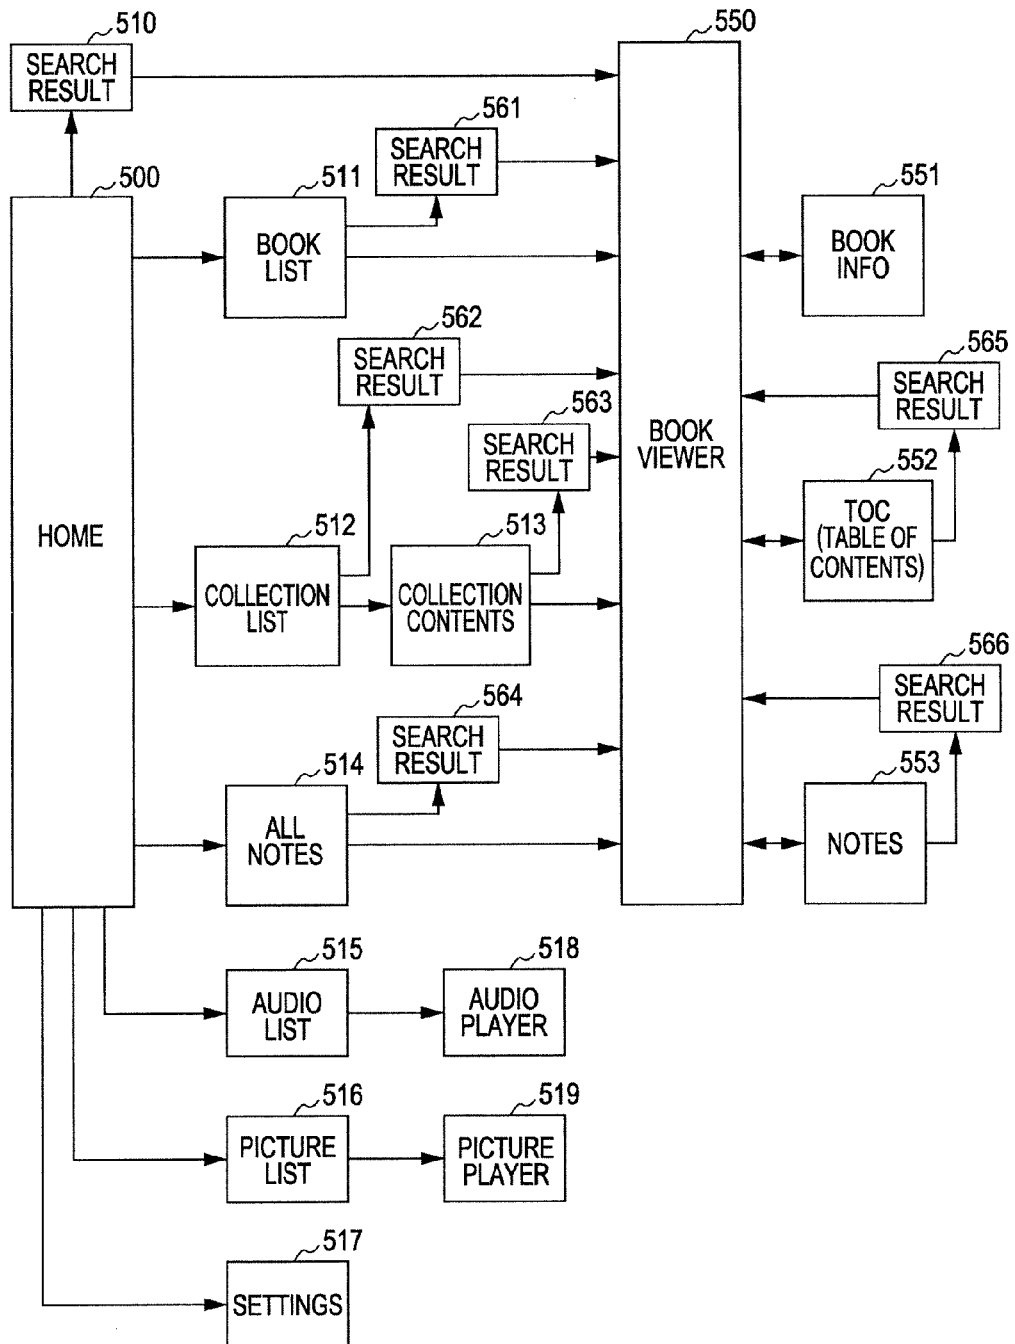 510
SEARCH
RESULT
550
561
SEARCH
RESULT
500
511
551
BOOK
LIST
BOOK
INFO
562
SEARCH
RESULT
565
SEARCH
RESULT
563
SEARCH
RESULT
BOOK
VIEWER
552
TOC
(TABLE OF
CONTENTS)
HOME
512
513
COLLECTION
LIST
COLLECTION
CONTENTS
566
SEARCH
RESULT
564
SEARCH
RESULT
514
553
ALL
NOTES
NOTES
515
518
AUDIO
LIST
AUDIO
PLAYER
516
519
PICTURE
LIST
PICTURE
PLAYER
517
SETTINGS